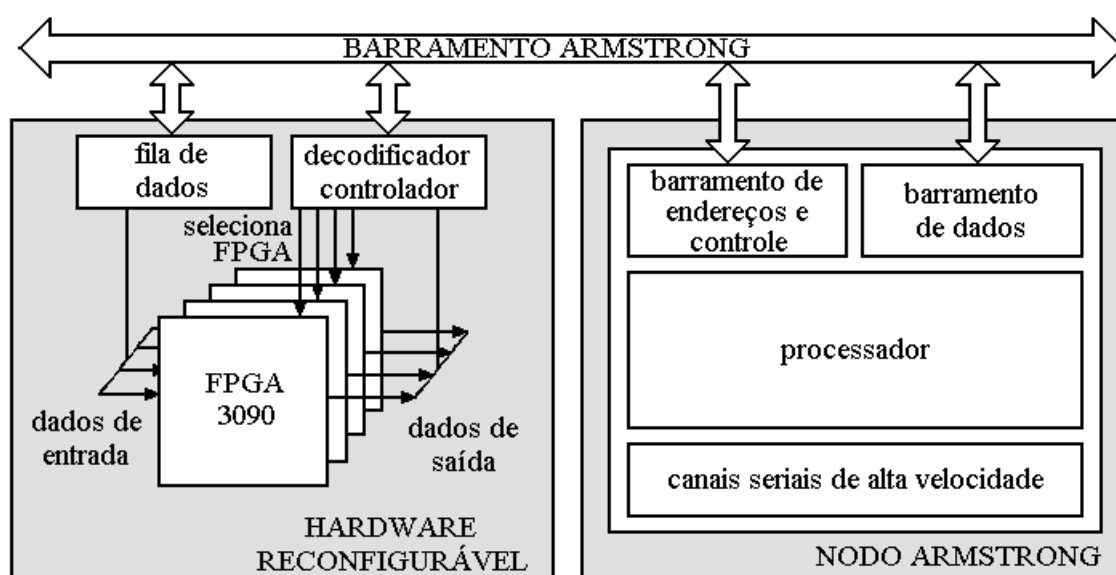 BARRAMENTO ARMSTRONG
fila de
dados
decodificador
controlador
seleciona
FPGA
FPGA
3090
dados de
entrada
dados de
saída
HARDWARE
RECONFIGURÁVEL
barramento de
endereços e
controle
barramento
de dados
processador
canais seriais de alta velocidade
NODO ARMSTRONG